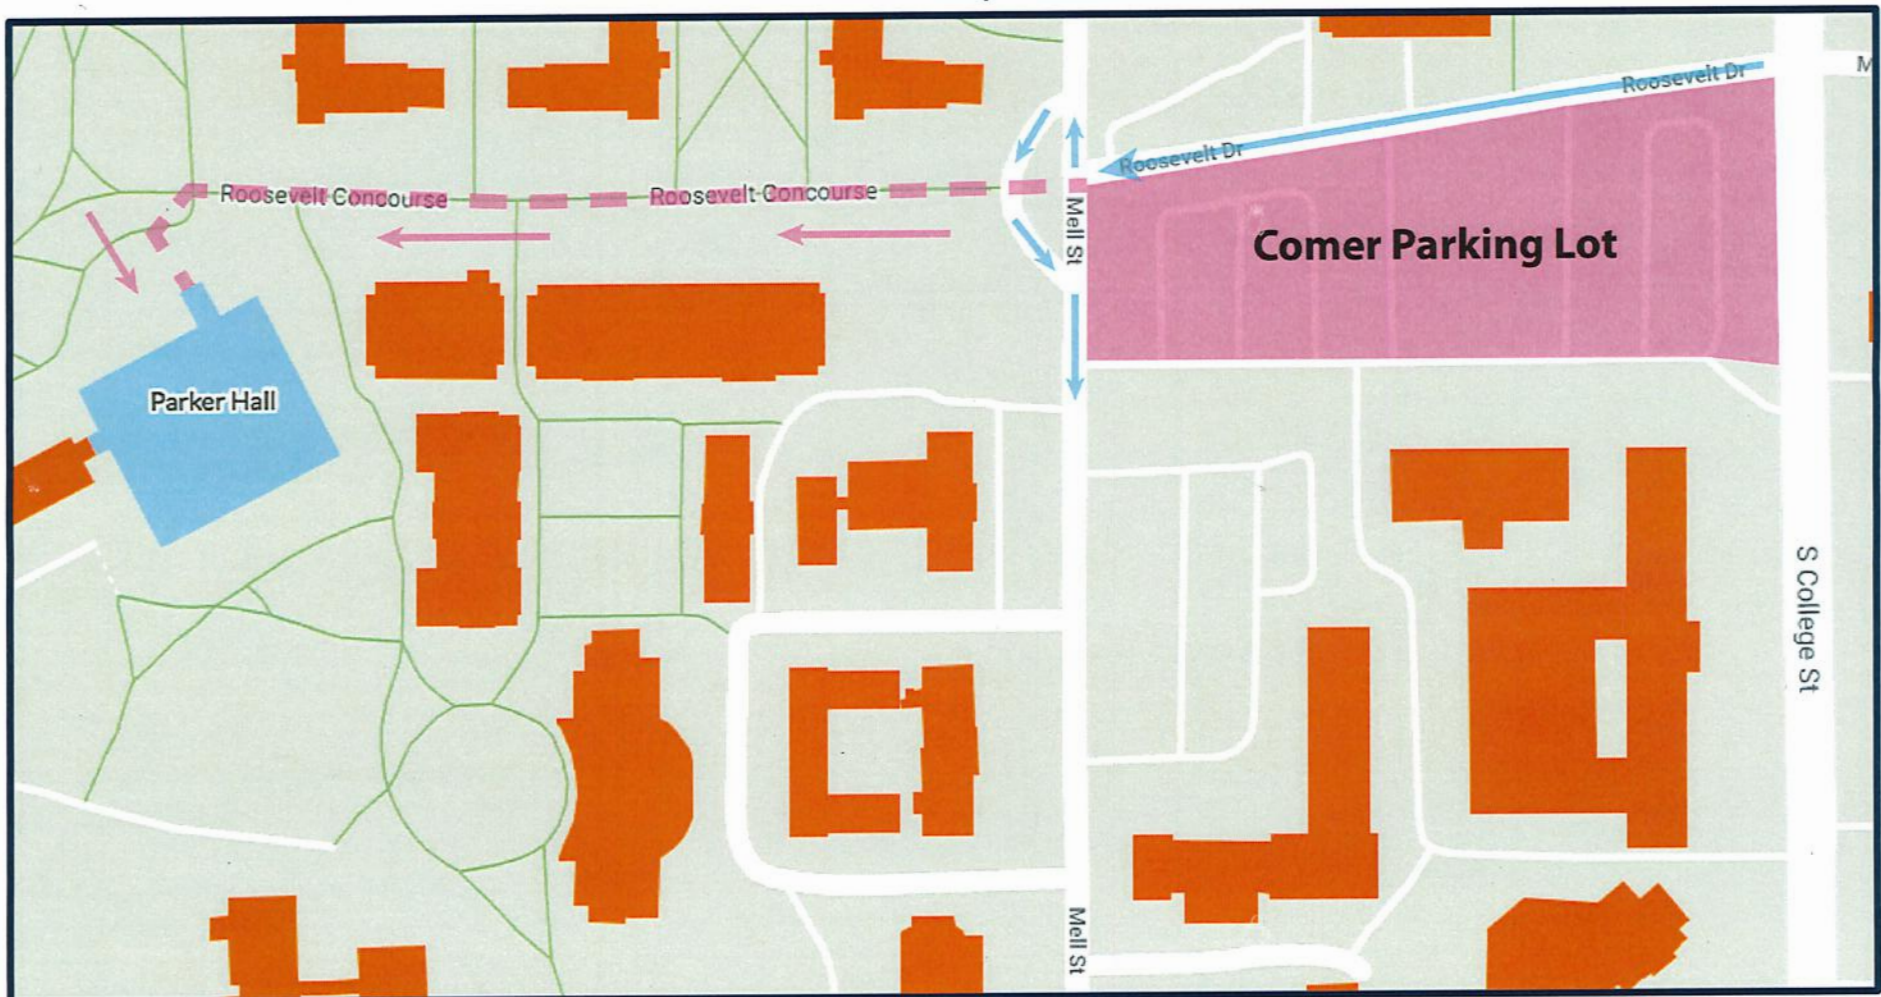 Roosevelt Dr
M
Roosevelt Dr
Roosevelt Concourse
Roosevelt Concourse
Mell St
Comer Parking Lot
Parker Hall
S College St
Mell St